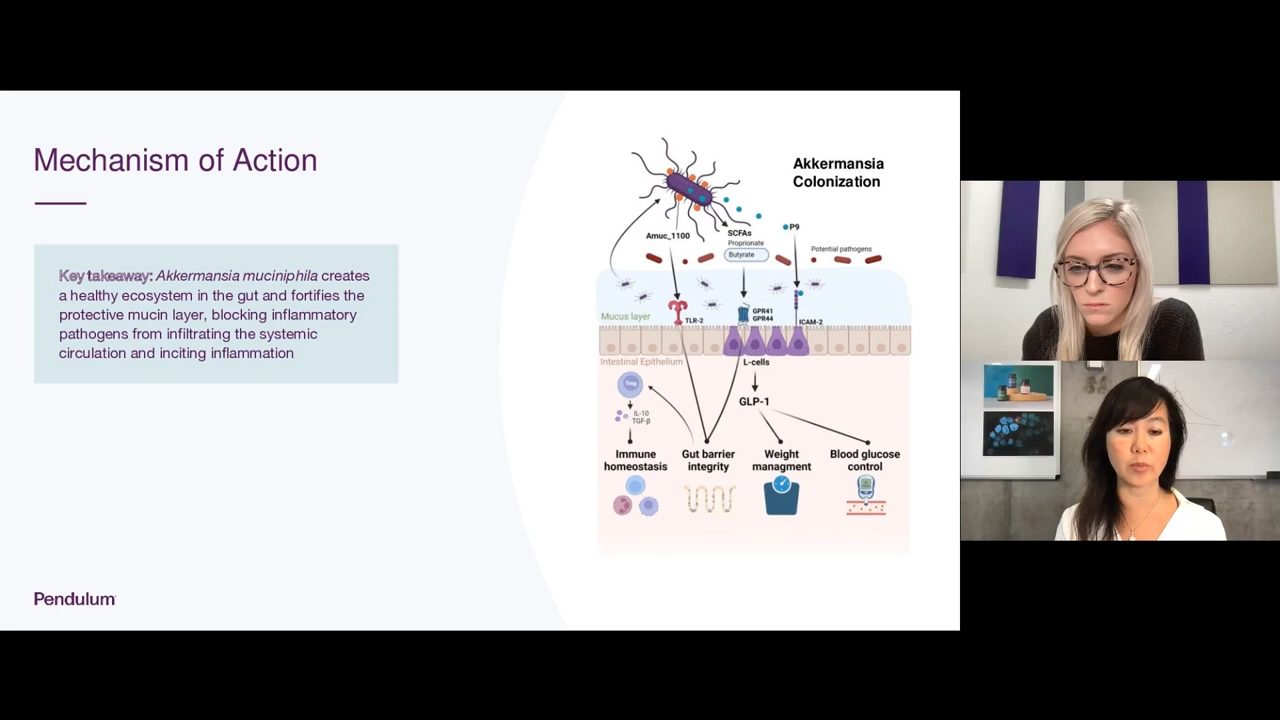 Mechanism of Action
Key takeaway: Akkermansia muciniphila creates
a healthy ecosystem in the gut and fortifies the
protective mucin layer, blocking inflammatory
pathogens from infiltrating the systemic
circulation and inciting inflammation
Pendulum
Akkermansia
Colonization
Amuc_1100
SCFAs
Proprionate
Butyrate
P9
Potential pathogens
Mucus layer
TLR-2
GPR41
GPR44
ICAM-2
Intestinal Epithelium
L-cells
Treg
IL-10
TGF-β
GLP-1
Immune
homeostasis
Gut barrier
integrity
Weight
managment
Blood glucose
control